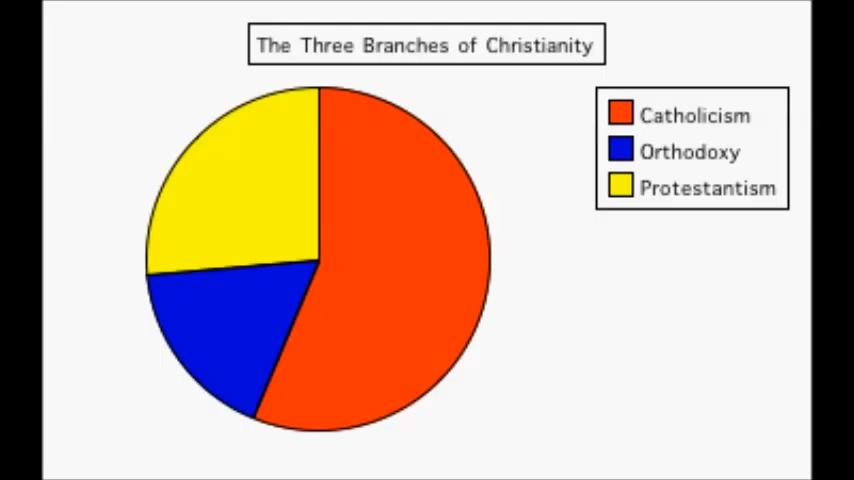 The Three Branches of Christianity
Catholicism
Orthodoxy
Protestantism